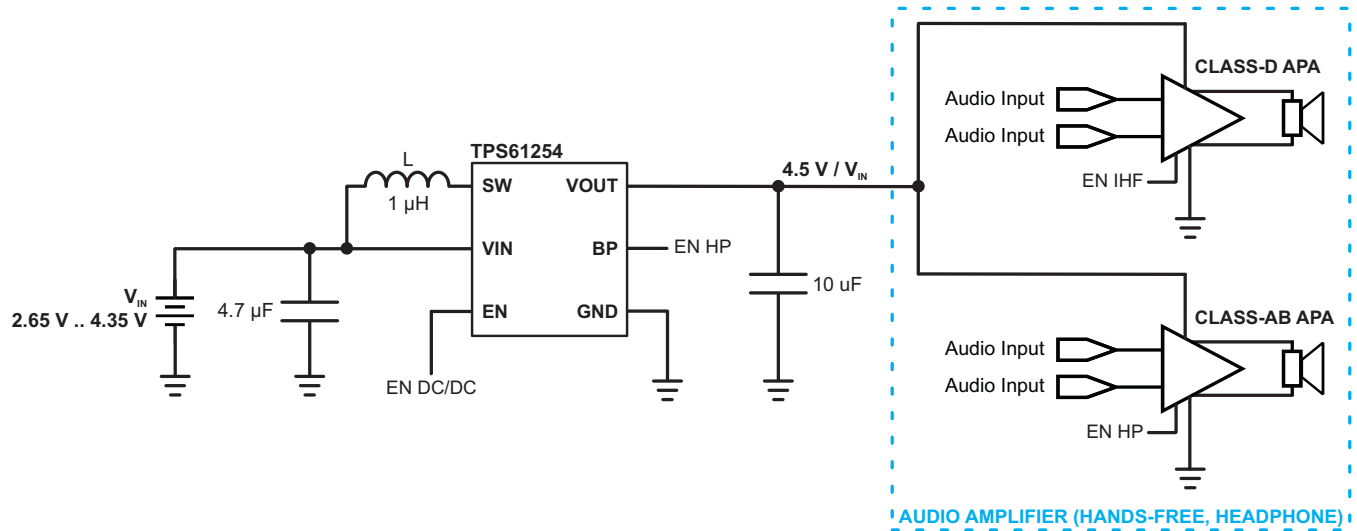 CLASS-D APA
Audio Input
Audio Input
EN IHF
TPS61254
L
1 µH
SW
VOUT
4.5 V / VIN
VIN
BP
EN HP
EN
GND
VIN
2.65 V .. 4.35 V
4.7 µF
10 uF
EN DC/DC
CLASS-AB APA
Audio Input
Audio Input
EN HP
AUDIO AMPLIFIER (HANDS-FREE, HEADPHONE)